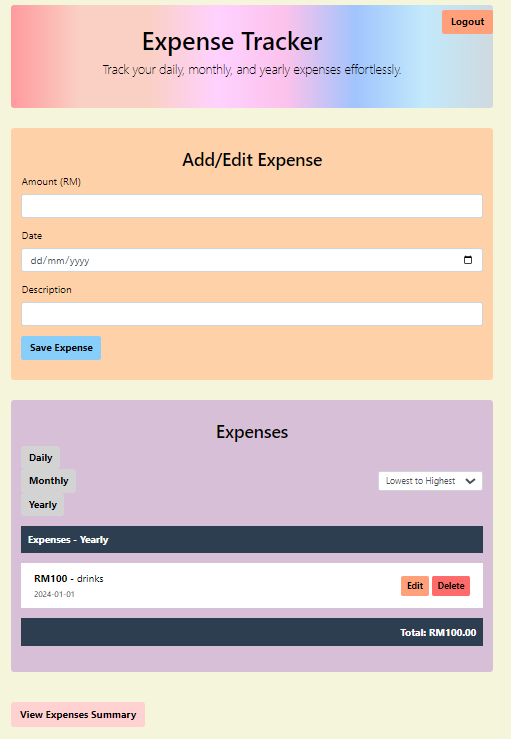 Logout
Expense Tracker
Track your daily, monthly, and yearly expenses effortlessly.
Add/Edit Expense
Amount (RM)
Date
dd/mm/yyyy
Description
Save Expense
Expenses
Daily
Monthly
Lowest to Highest
Yearly
Expenses - Yearly
RM100 - drinks
2024-01-01
Edit Delete
Total: RM100.00
View Expenses Summary